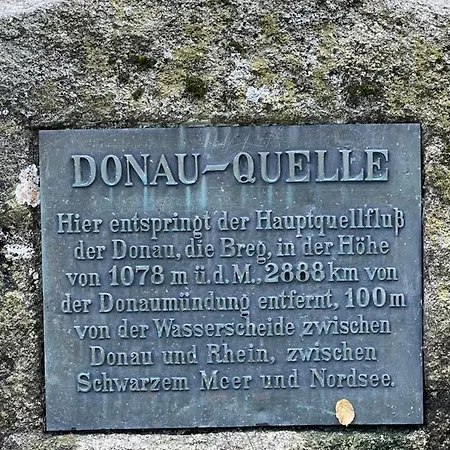 DONAU-QUELLE
Hier entspringt der Hauptquellfluß
der Donau, die Breg, in der Höhe
von 1078 m ü.d.M., 2888 km von
der Donaumündung entfernt, 100 m
von der Wasserscheide zwischen
Donau und Rhein, zwischen
Schwarzem Meer und Nordsee.